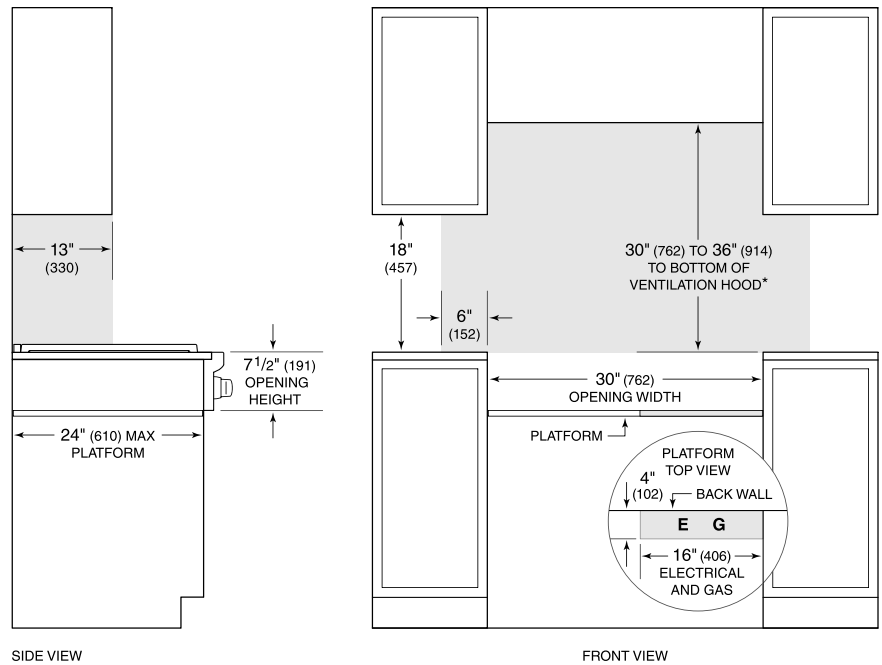 13"
(330)
7 1/2" (191)
OPENING
HEIGHT
24" (610) MAX
PLATFORM
SIDE VIEW
18"
(457)
30" (762) TO 36" (914)
TO BOTTOM OF
VENTILATION HOOD*
6"
(152)
30" (762)
OPENING WIDTH
PLATFORM
PLATFORM
TOP VIEW
4"
(102)
BACK WALL
E G
16" (406)
ELECTRICAL
AND GAS
FRONT VIEW